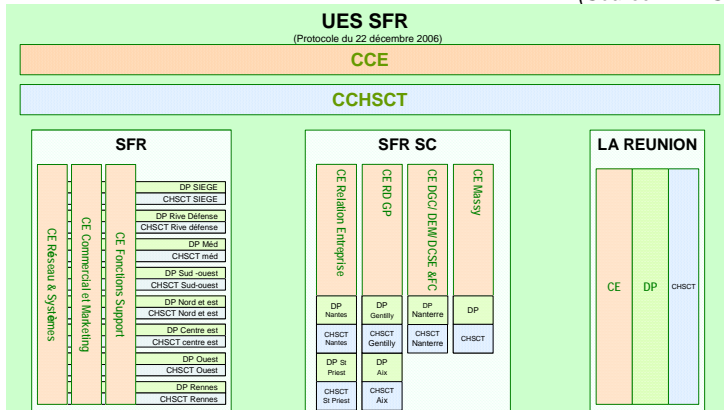 UES SFR
(Protocole du 22 décembre 2006)
CCE
CCHSCT
SFR
CE Réseau & Systèmes
CE Commercial et Marketing
CE Fonctions Support
DP SIEGE
CHSCT SIEGE
DP Rive Défense
CHSCT Rive défense
DP Méd
CHSCT méd
DP Sud -ouest
CHSCT Sud-ouest
DP Nord et est
CHSCT Nord et est
DP Centre est
CHSCT centre est
DP Ouest
CHSCT Ouest
DP Rennes
CHSCT Rennes
SFR SC
CE Relation Entreprise
DP
Nantes
CHSCT
Nantes
DP St
Priest
CHSCT
St Priest
CE RD GP
DP
Gentilly
CHSCT
Gentilly
DP
Aix
CHSCT
Aix
CE DGC/ DEM/ DCSE &FC
DP
Nanterre
CHSCT
Nanterre
CE Massy
DP
CHSCT
LA REUNION
CE
DP
CHSCT